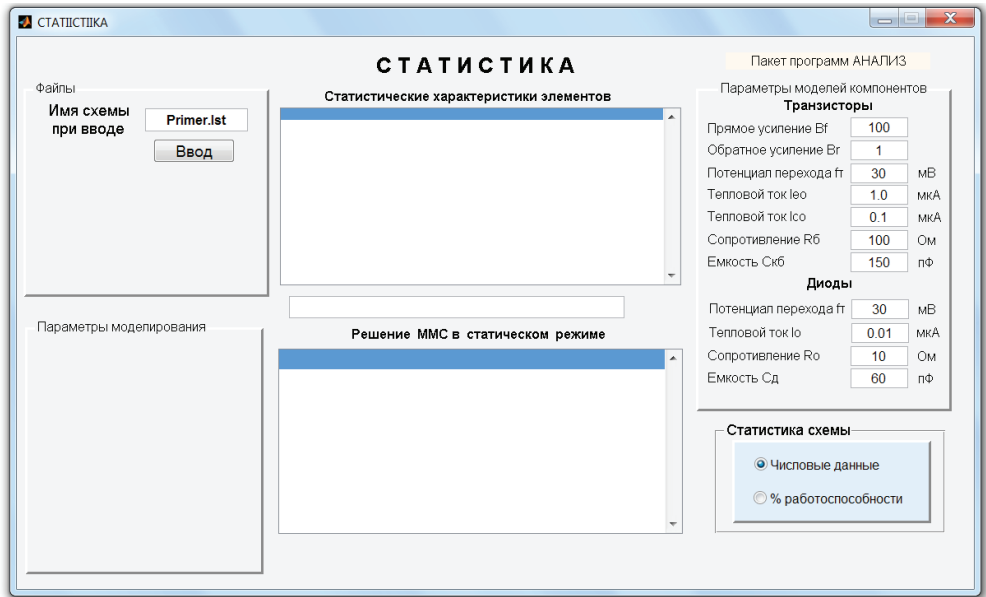 СТАТІІСТІІКА
СТАТИСТИКА
Пакет программ АНАЛИЗ
Файлы
Имя схемы
при вводе
Primer.lst
Ввод
Статистические характеристики элементов
Параметры моделирования
Решение ММС в статическом режиме
Параметры моделей компонентов
Транзисторы
Прямое усиление Bf 100
Обратное усиление Br 1
Потенциал перехода fт 30 мВ
Тепловой ток Ieo 1.0 мкА
Тепловой ток Ico 0.1 мкА
Сопротивление Rб 100 Ом
Емкость Скб 150 пФ
Диоды
Потенциал перехода fт 30 мВ
Тепловой ток Io 0.01 мкА
Сопротивление Ro 10 Ом
Емкость Сд 60 пФ
Статистика схемы
Числовые данные
% работоспособности